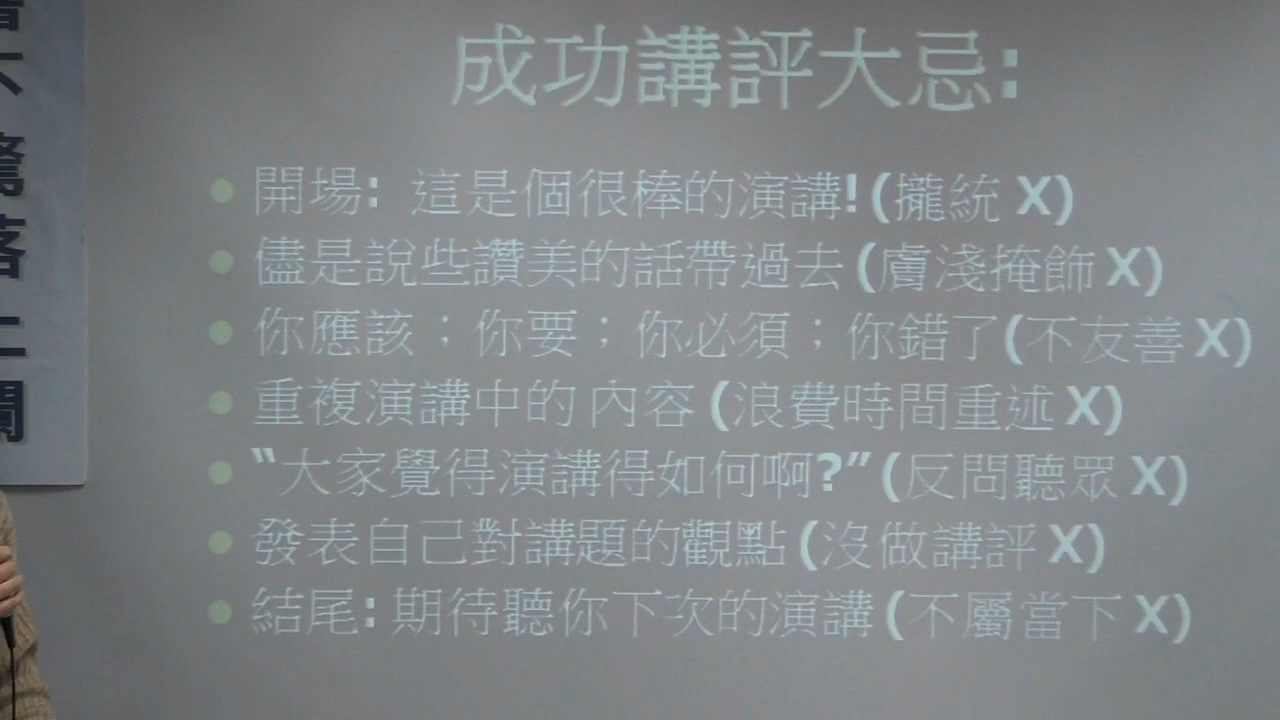 成功講評大忌:
開場: 這是個很棒的演講! (攏統 X)
儘是說些讚美的話帶過去 (膚淺掩飾 X)
你應該；你要；你必須；你錯了(不友善 X)
重複演講中的內容 (浪費時間重述 X)
“大家覺得演講得如何啊?” (反問聽眾 X)
發表自己對講題的觀點 (沒做講評 X)
結尾: 期待聽你下次的演講 (不屬當下 X)